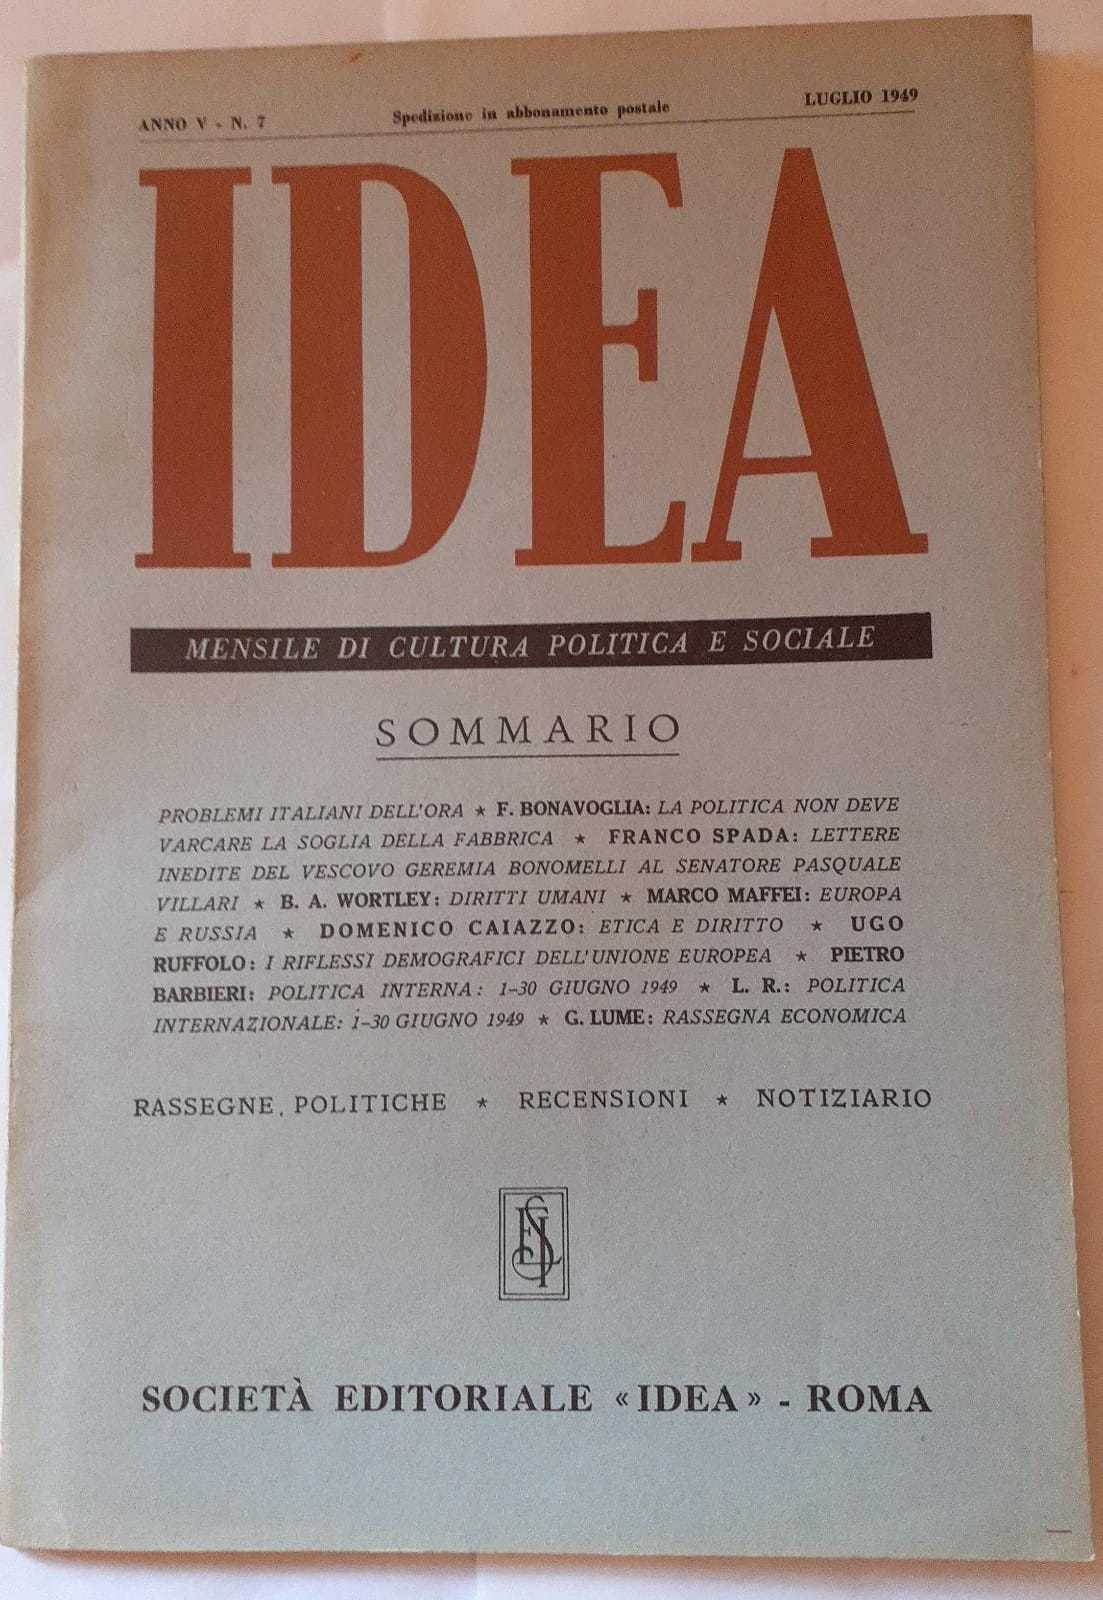 ANNO V - N. 7 Spedizione in abbonamento postale LUGLIO 1949
IDEA
MENSILE DI CULTURA POLITICA E SOCIALE
SOMMARIO
PROBLEMI ITALIANI DELL'ORA ★ F. BONAVOGLIA: LA POLITICA NON DEVE
VARCARE LA SOGLIA DELLA FABBRICA ★ FRANCO SPADA: LETTERE
INEDITE DEL VESCOVO GEREMIA BONOMELLI AL SENATORE PASQUALE
VILLARI ★ B. A. WORTLEY: DIRITTI UMANI ★ MARCO MAFFEI: EUROPA
E RUSSIA ★ DOMENICO CAIAZZO: ETICA E DIRITTO ★ UGO
RUFFOLO: I RIFLESSI DEMOGRAFICI DELL'UNIONE EUROPEA ★ PIETRO
BARBIERI: POLITICA INTERNA: 1-30 GIUGNO 1949 ★ L. R.: POLITICA
INTERNAZIONALE: 1-30 GIUGNO 1949 ★ G. LUME: RASSEGNA ECONOMICA
RASSEGNE POLITICHE ★ RECENSIONI ★ NOTIZIARIO
SOCIETÀ EDITORIALE «IDEA» - ROMA